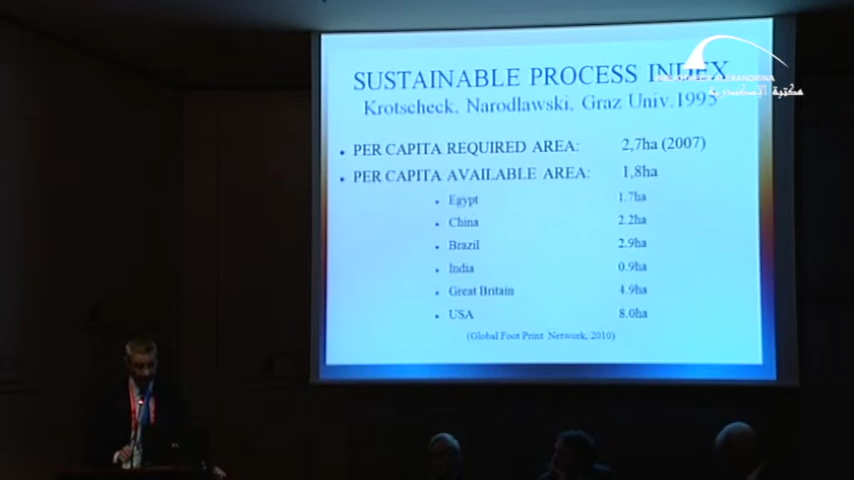 SUSTAINABLE PROCESS INDEX
BIBLIOTHECA ALEXANDRINA
مكتبة الإسكندرية
Krotscheck, Narodlawski, Graz Univ.1995
• PER CAPITA REQUIRED AREA: 2,7ha (2007)
• PER CAPITA AVAILABLE AREA: 1,8ha
• Egypt 1.7ha
• China 2.2ha
• Brazil 2.9ha
• India 0.9ha
• Great Britain 4.9ha
• USA 8.0ha
(Global Foot Print Network, 2010)